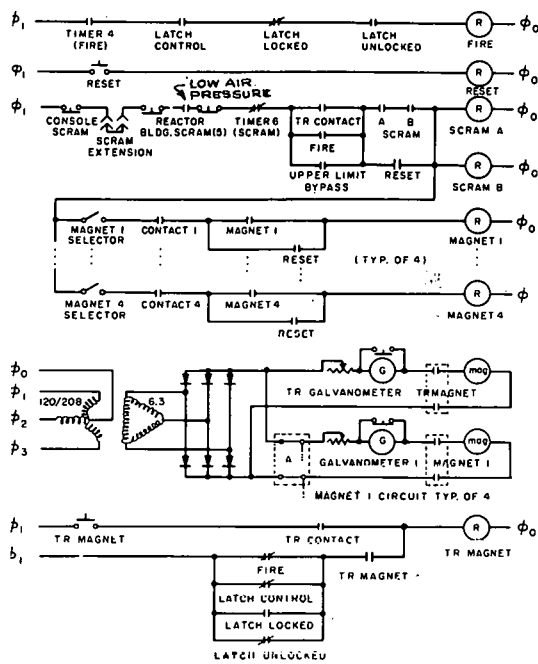 ϕ₁ TIMER 4 (FIRE) LATCH CONTROL LATCH LOCKED LATCH UNLOCKED R FIRE ϕ₀
ϕ₁ RESET R RESET ϕ₀
ϕ₁ CONSOLE SCRAM SCRAM EXTENSION REACTOR BLDG. SCRAM(5) LOW AIR PRESSURE TIMER 6 (SCRAM) TR CONTACT A B SCRAM R SCRAM A ϕ₀
FIRE
UPPER LIMIT BYPASS RESET R SCRAM B ϕ₀
MAGNET 1 SELECTOR CONTACT 1 MAGNET 1 R MAGNET 1 ϕ₀
RESET (TYP. OF 4)
MAGNET 4 SELECTOR CONTACT 4 MAGNET 4 R MAGNET 4 ϕ
RESET
ϕ₀
ϕ₁ 120/208 6.3 G mag
ϕ₂ TR GALVANOMETER TR MAGNET
ϕ₃ A G mag
GALVANOMETER 1 MAGNET 1
MAGNET 1 CIRCUIT TYP. OF 4
ϕ₁ TR MAGNET TR CONTACT R TR MAGNET ϕ₀
FIRE TR MAGNET
LATCH CONTROL
LATCH LOCKED
LATCH UNLOCKED